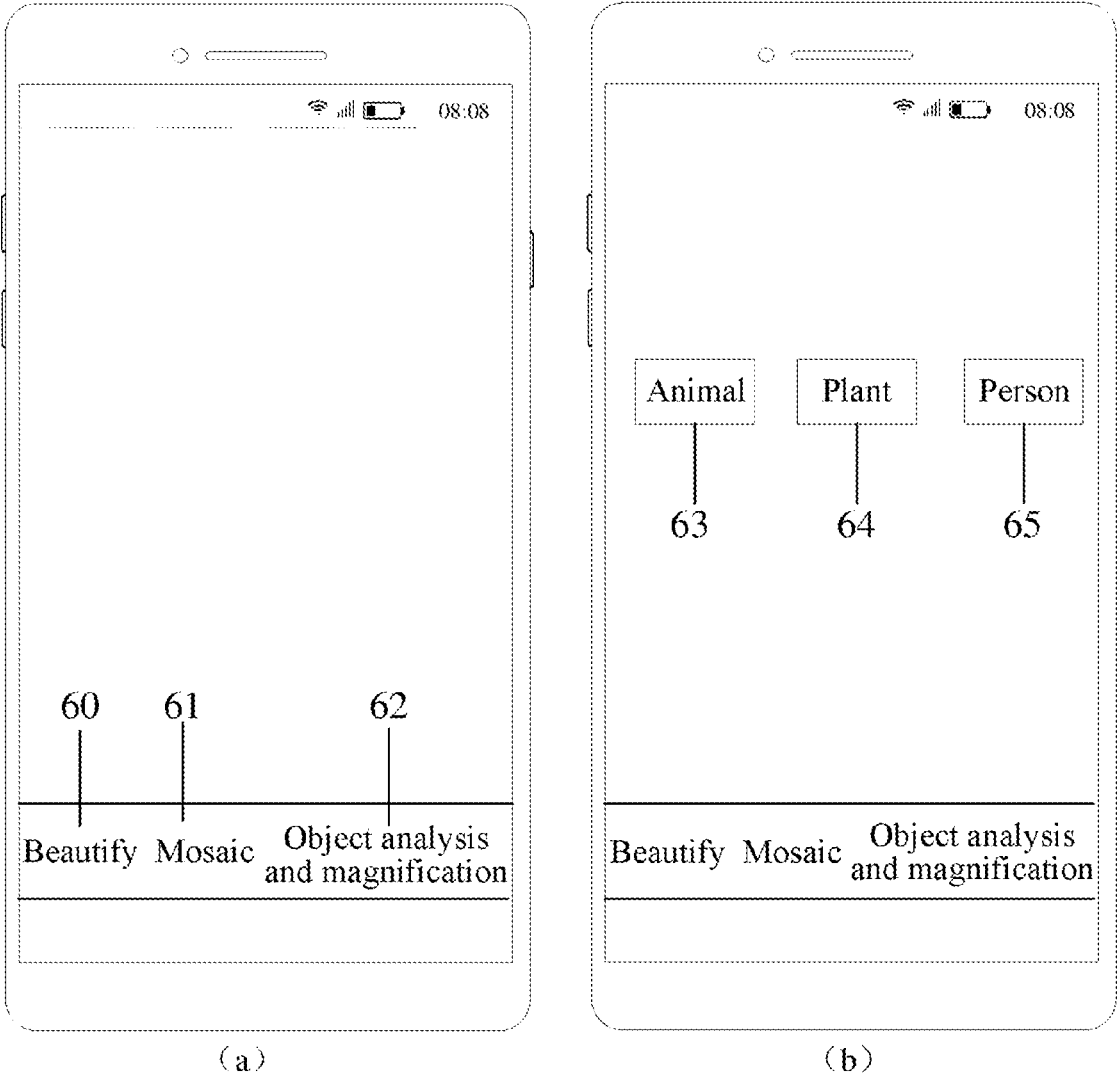 08:08
60
61
62
Beautify
Mosaic
Object analysis
and magnification
(a)
08:08
Animal
Plant
Person
63
64
65
Beautify
Mosaic
Object analysis
and magnification
(b)